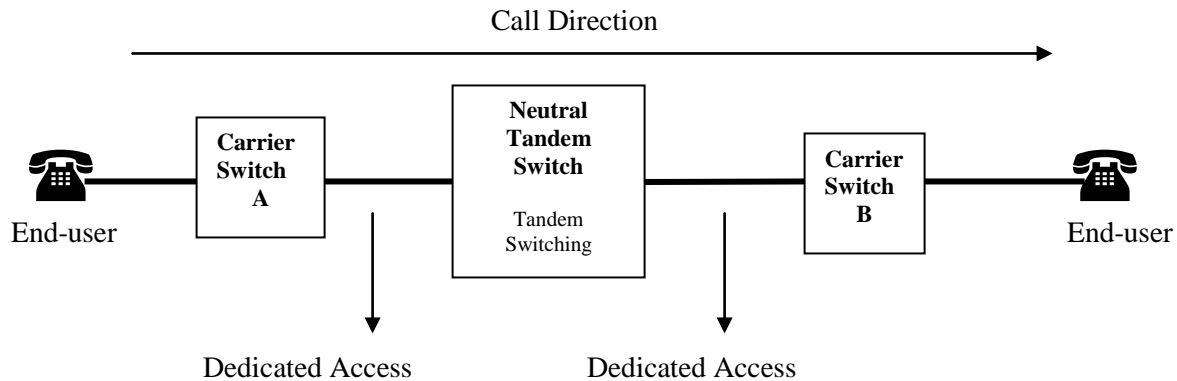 Call Direction
Neutral
Tandem
Switch
Tandem
Switching
Carrier
Switch
A
Carrier
Switch
B
End-user
End-user
Dedicated Access
Dedicated Access